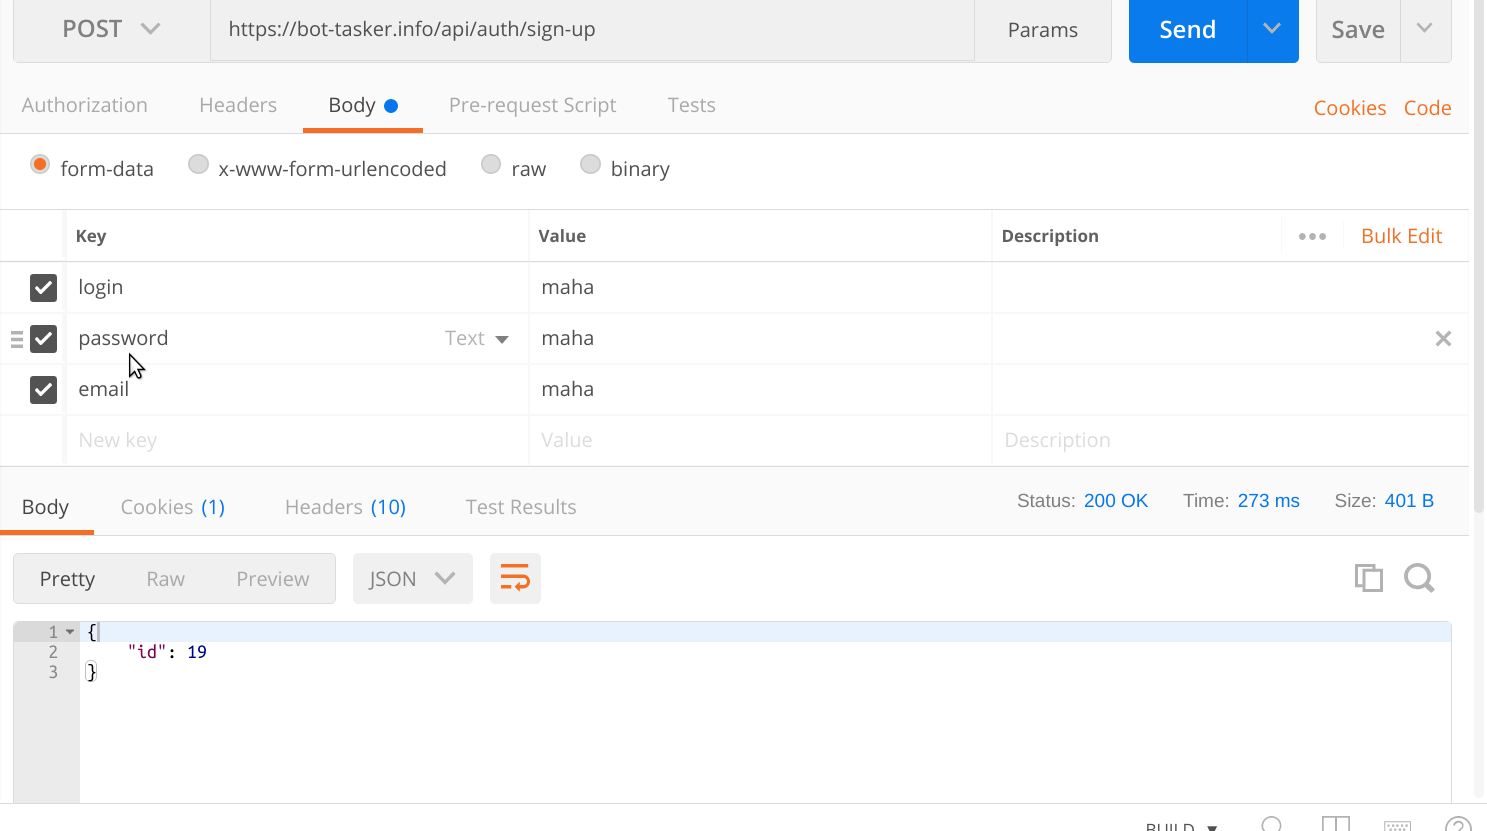 POST https://bot-tasker.info/api/auth/sign-up Params Send Save
Authorization Headers Body Pre-request Script Tests Cookies Code
form-data x-www-form-urlencoded raw binary
Key Value Description Bulk Edit
login maha
password Text maha
email maha
New key Value Description
Body Cookies (1) Headers (10) Test Results Status: 200 OK Time: 273 ms Size: 401 B
Pretty Raw Preview JSON
1 {
2 "id": 19
3 }
BUILD